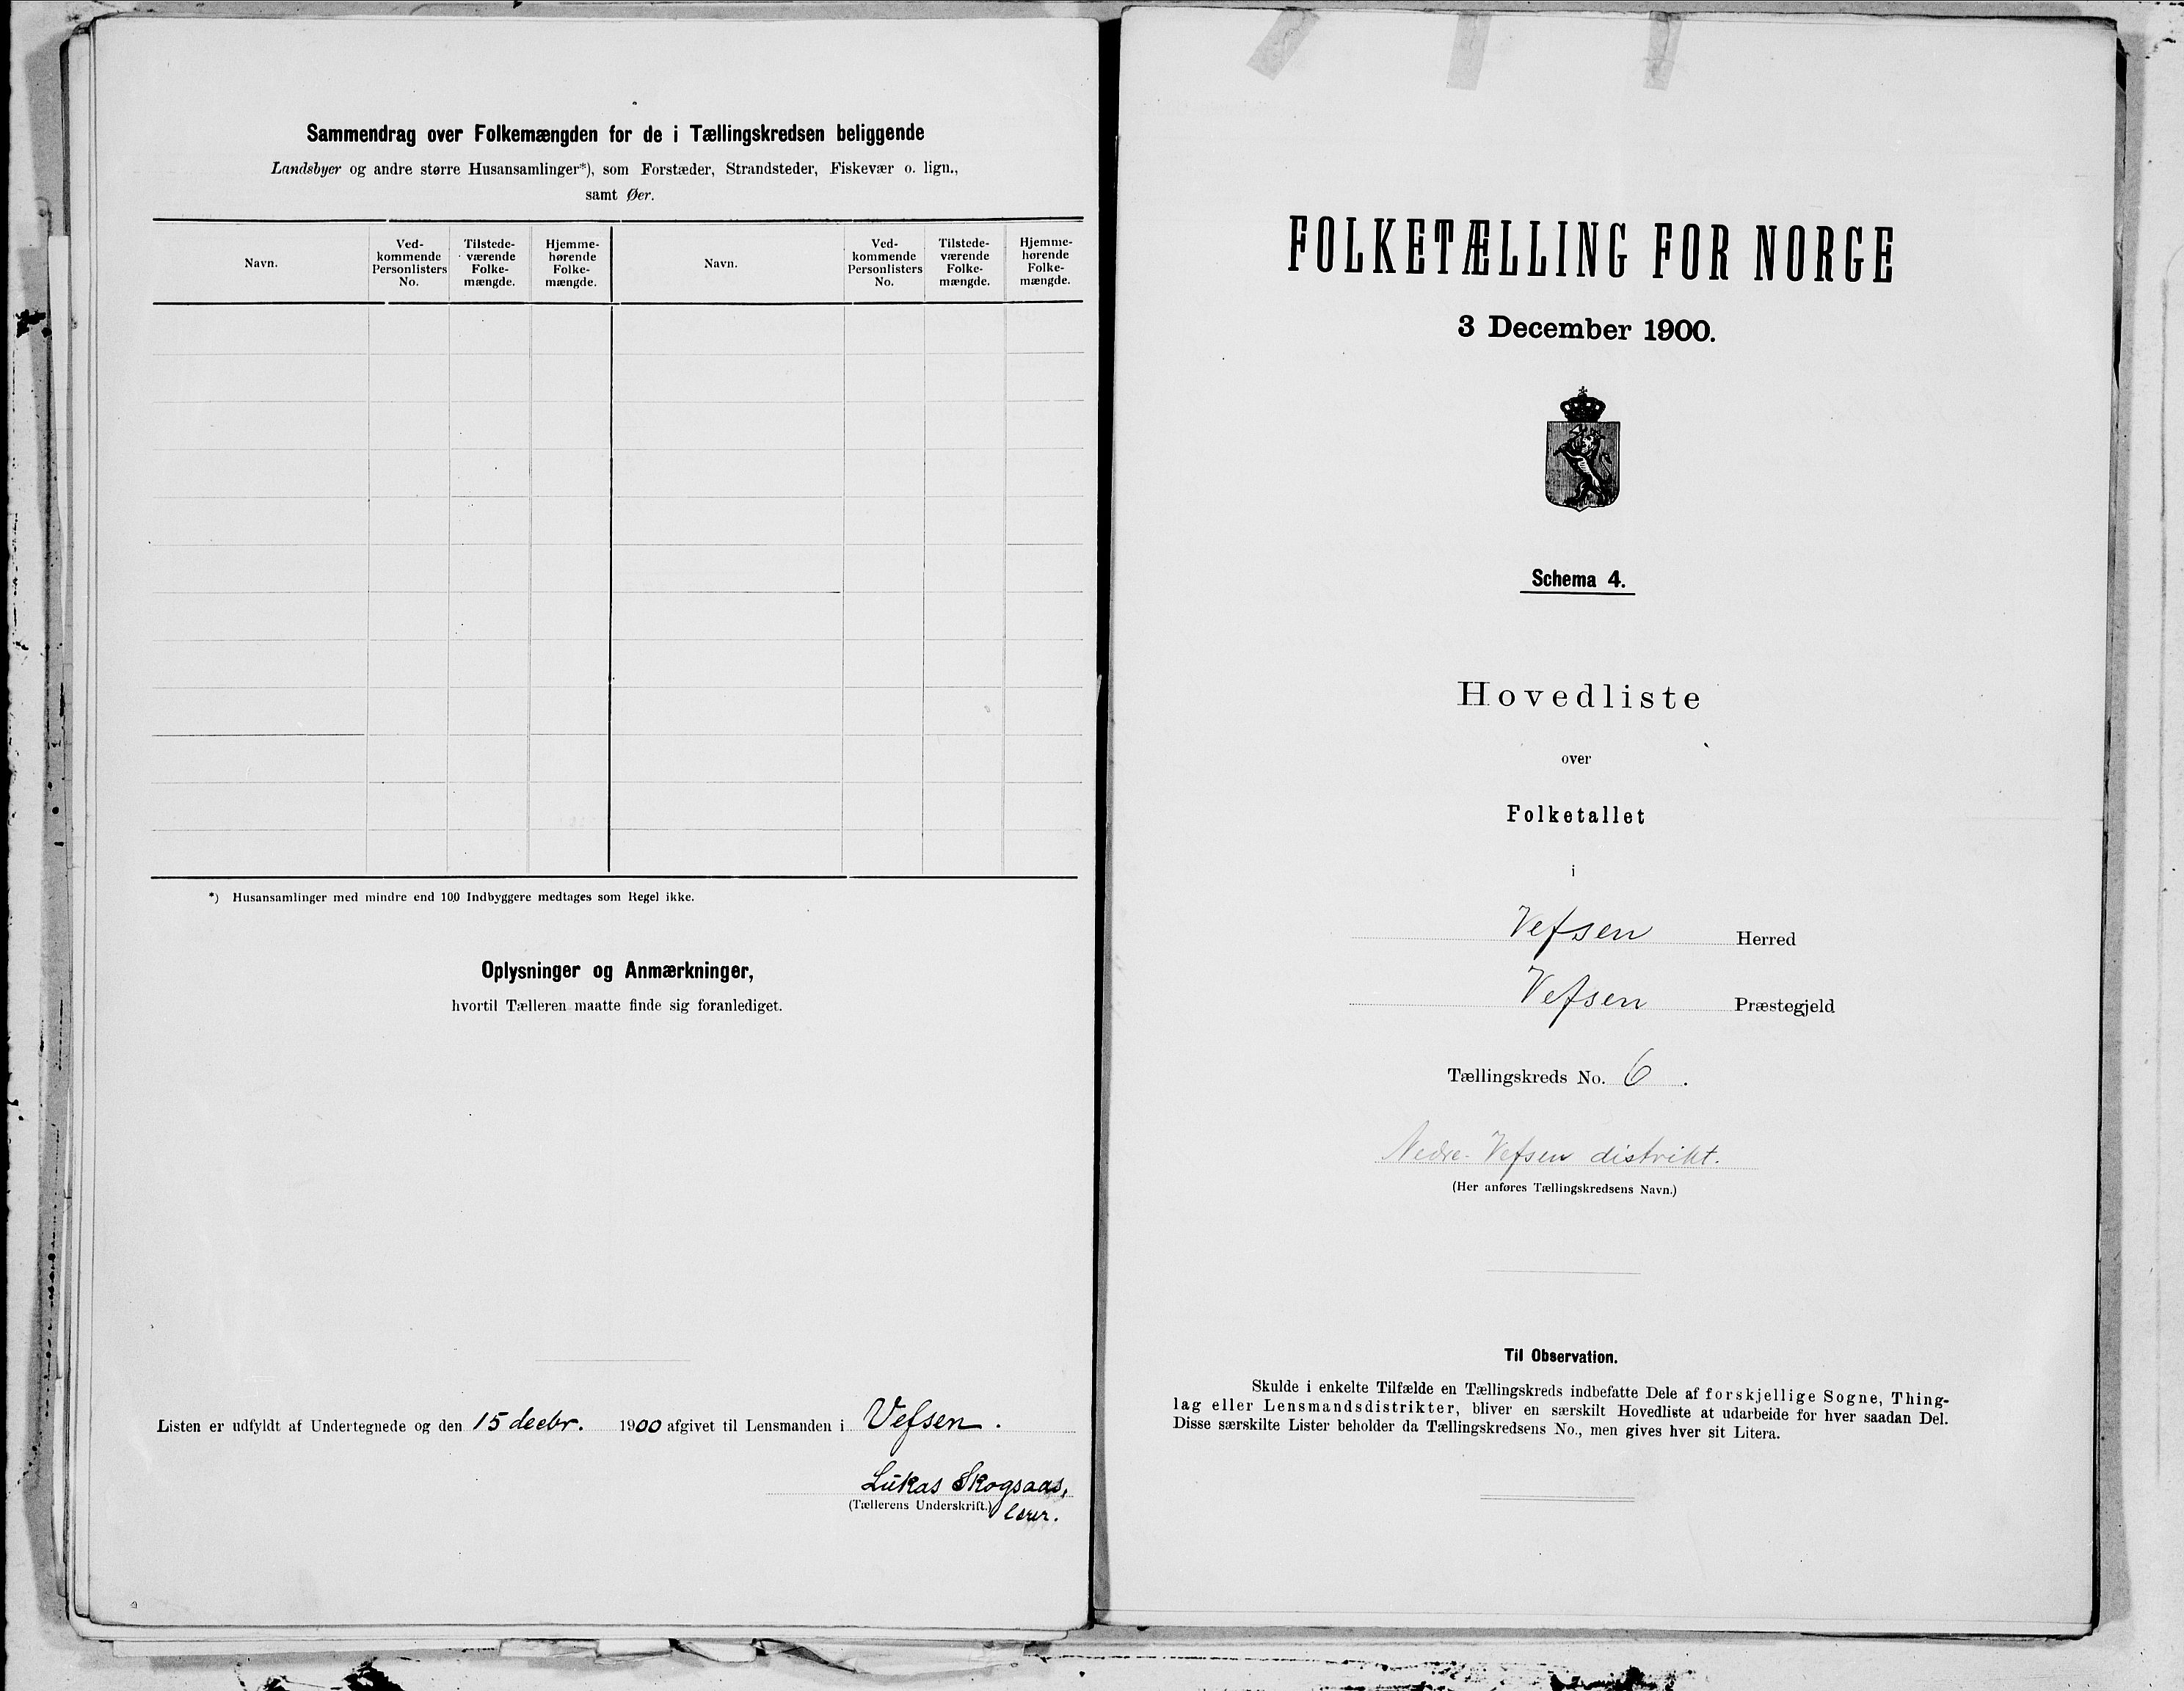 Sammendrag over Folkemængden for de i Tællingskredsen beliggende
Landsbyer og andre større Husansamlinger*), som Forstæder, Strandsteder, Fiskevær o. lign.,
samt Øer.
Navn.
Ved-
kommende
Personlisters
No.
Tilstede-
værende
Folke-
mængde.
Hjemme-
hørende
Folke-
mængde.
Navn.
Ved-
kommende
Personlisters
No.
Tilstede-
værende
Folke-
mængde.
Hjemme-
hørende
Folke-
mængde.
*) Husansamlinger med mindre end 100 Indbyggere medtages som Regel ikke.
Oplysninger og Anmærkninger,
hvortil Tælleren maatte finde sig foranlediget.
Listen er udfyldt af Undertegnede og den 15 decbr. 1900 afgivet til Lensmanden i Vefsen.
Lukas Skogsaas,
(Tællerens Underskrift.)
lærer.
FOLKETÆLLING FOR NORGE
3 December 1900.
Schema 4.
Hovedliste
over
Folketallet
i
Vefsen Herred
Vefsen Præstegjeld
Tællingskreds No. 6.
Nedre-Vefsen distrikt.
(Her anføres Tællingskredsens Navn.)
Til Observation.
Skulde i enkelte Tilfælde en Tællingskreds indbefatte Dele af forskjellige Sogne, Thing-
lag eller Lensmandsdistrikter, bliver en særskilt Hovedliste at udarbeide for hver saadan Del.
Disse særskilte Lister beholder da Tællingskredsens No., men gives hver sit Litera.